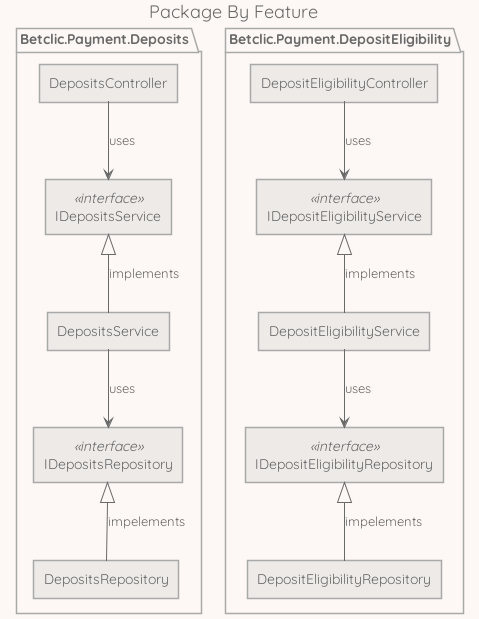 Package By Feature
Betclic.Payment.Deposits
DepositsController
uses
«interface»
IDepositsService
implements
DepositsService
uses
«interface»
IDepositsRepository
impelements
DepositsRepository
Betclic.Payment.DepositEligibility
DepositEligibilityController
uses
«interface»
IDepositEligibilityService
implements
DepositEligibilityService
uses
«interface»
IDepositEligibilityRepository
impelements
DepositEligibilityRepository